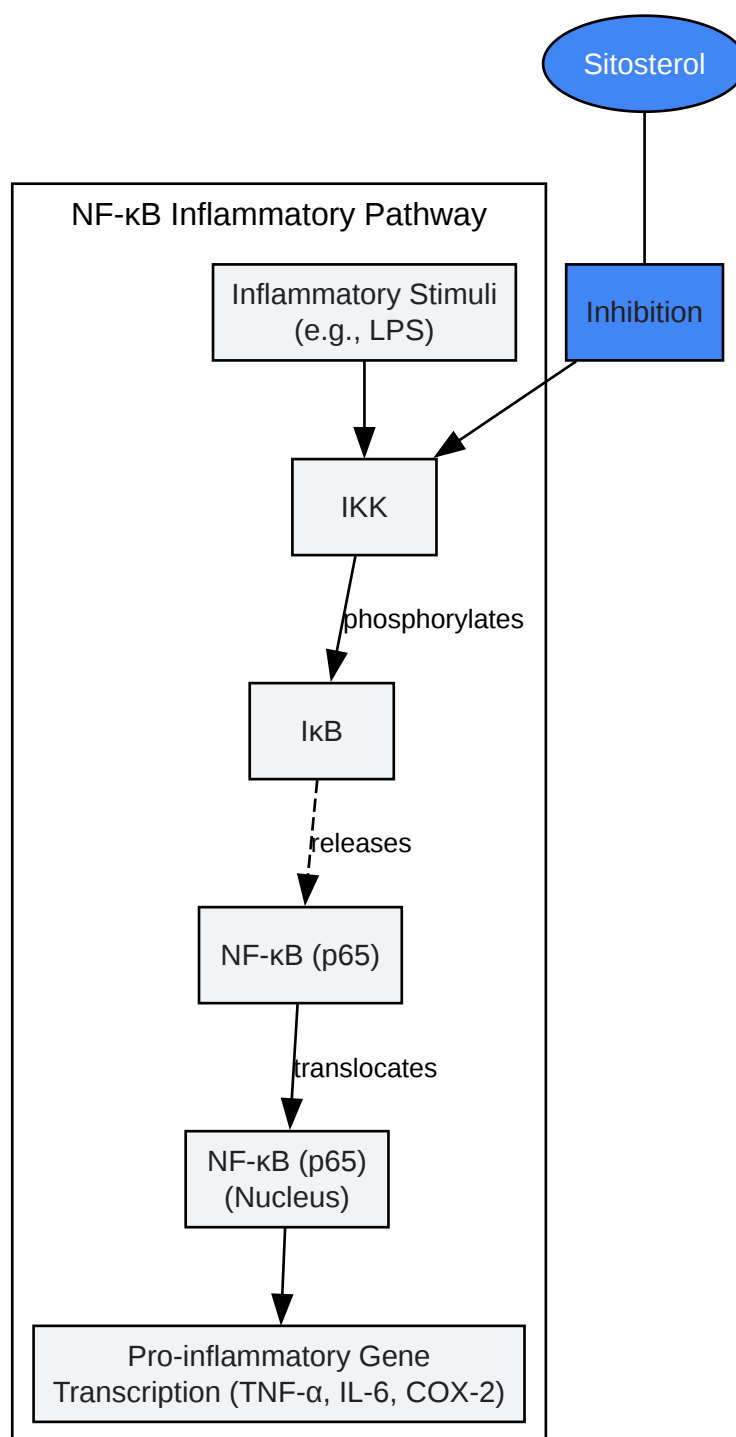 Sitosterol
NF-κB Inflammatory Pathway
Inflammatory Stimuli
(e.g., LPS)
Inhibition
IKK
phosphorylates
IκB
releases
NF-κB (p65)
translocates
NF-κB (p65)
(Nucleus)
Pro-inflammatory Gene
Transcription (TNF-α, IL-6, COX-2)